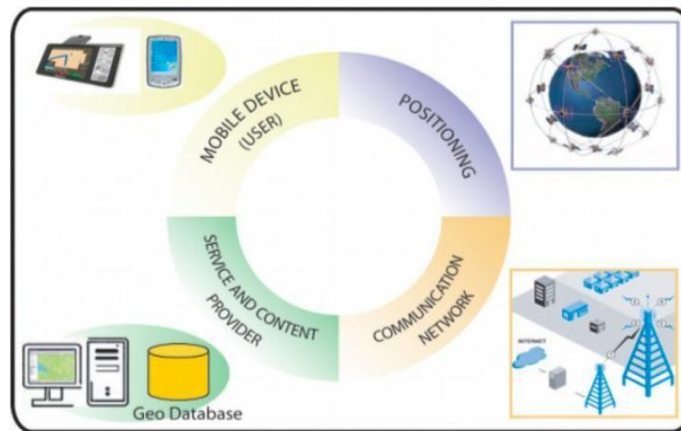 MOBILE DEVICE
(USER)
POSITIONING
SERVICE AND CONTENT
PROVIDER
COMMUNICATION
NETWORK
INTERNET
Geo Database